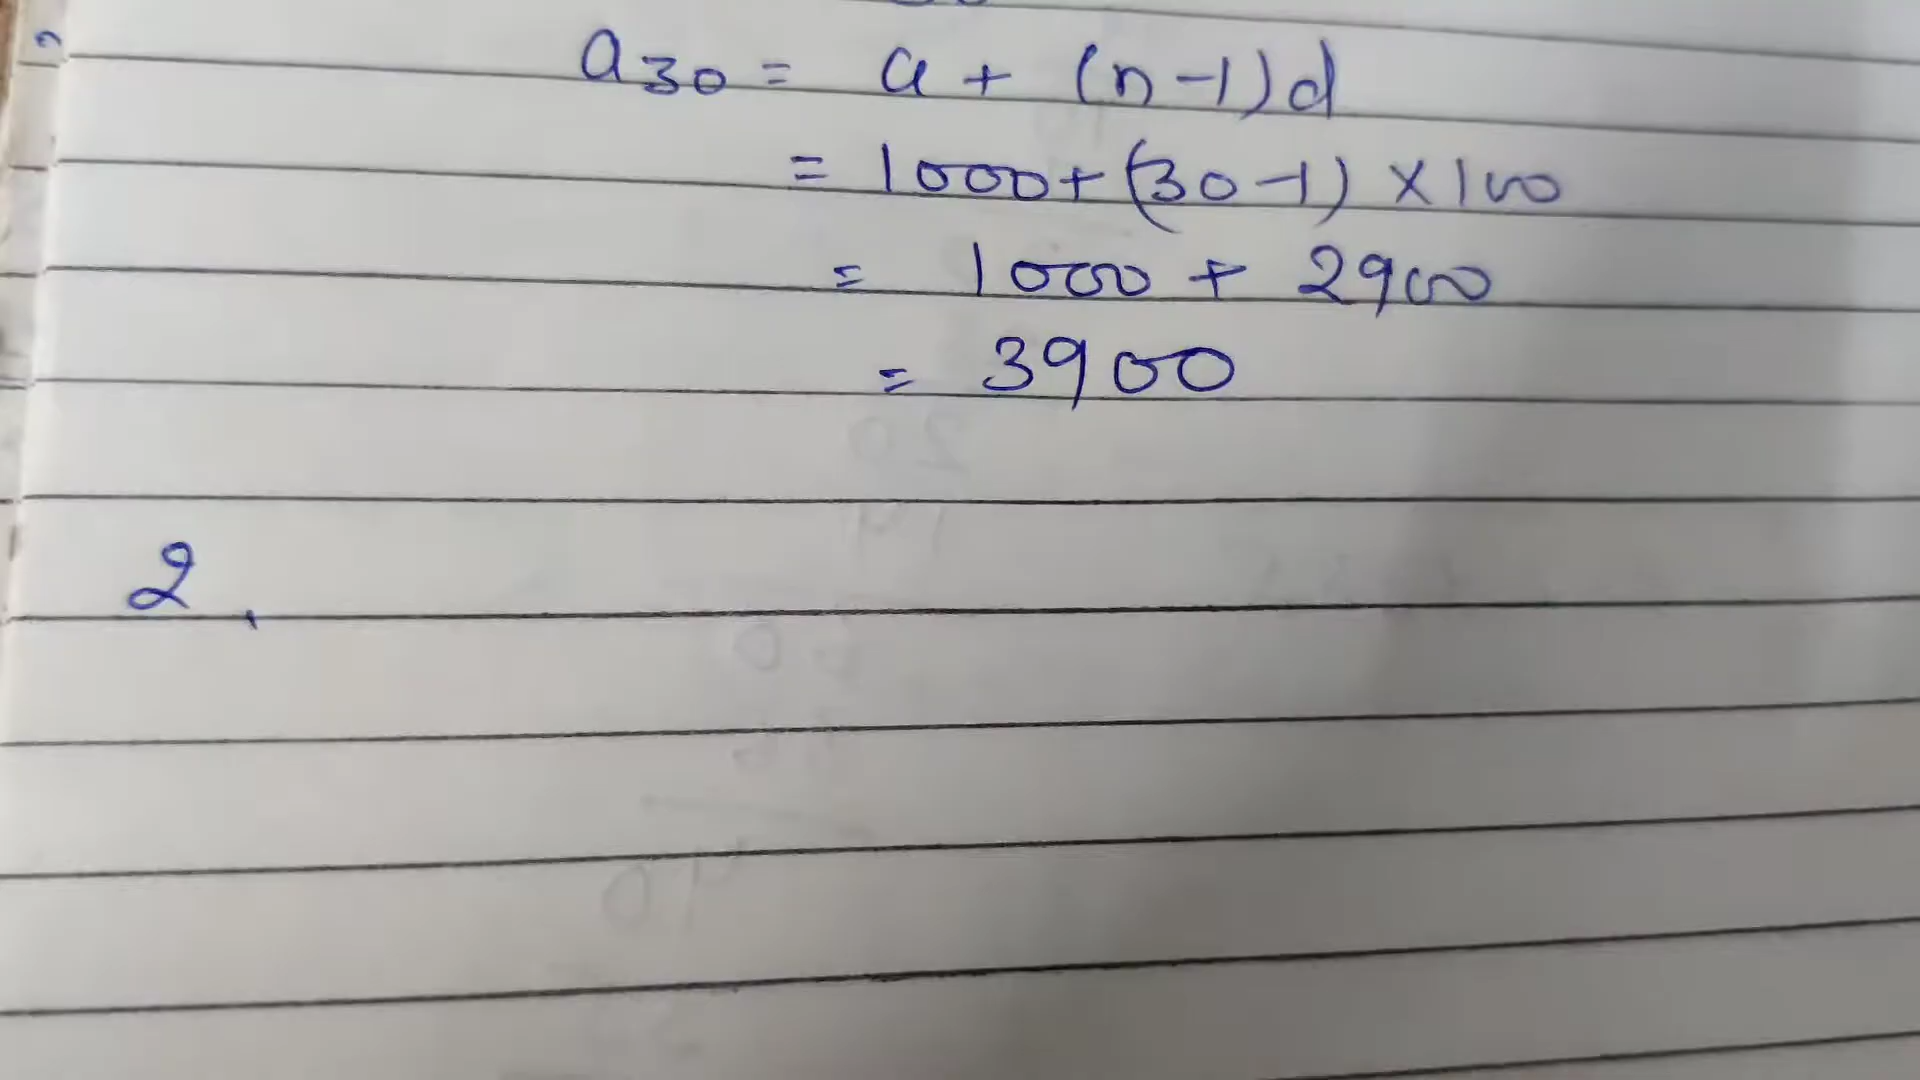 a30 = a + (n-1)d
= 1000 + (30-1) × 100
= 1000 + 2900
= 3900
2.